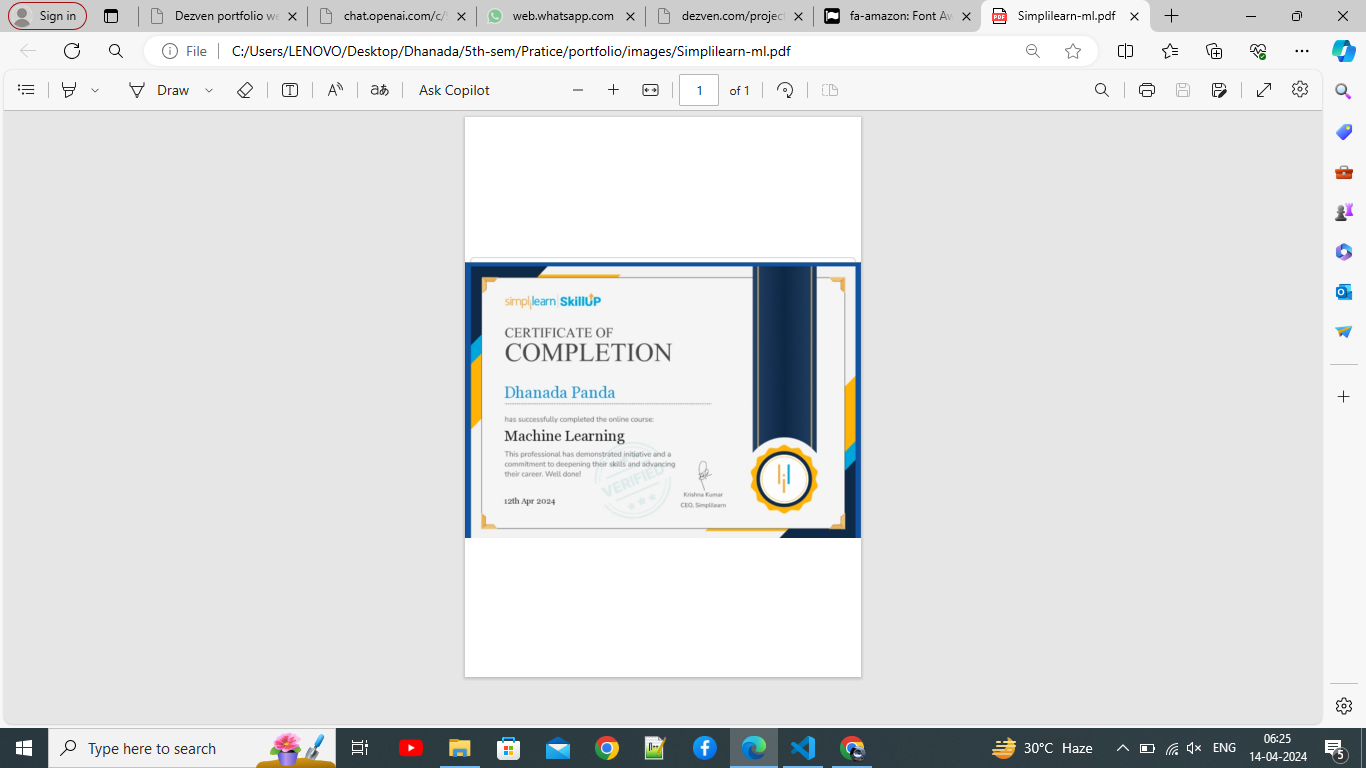 Sign in
Dezven portfolio we
chat.openai.com/c/
web.whatsapp.com
dezven.com/project
fa-amazon: Font Aw
Simplilearn-ml.pdf
File
C:/Users/LENOVO/Desktop/Dhanada/5th-sem/Pratice/portfolio/images/Simplilearn-ml.pdf
Draw
Ask Copilot
1
of 1
simplilearn | SkillUP
CERTIFICATE OF
COMPLETION
Dhanada Panda
has successfully completed the online course:
Machine Learning
This professional has demonstrated initiative and a
commitment to deepening their skills and advancing
their career. Well done!
VERIFIED
12th Apr 2024
Krishna Kumar
CEO, Simplilearn
Type here to search
30°C Haze
ENG
06:25
14-04-2024
5